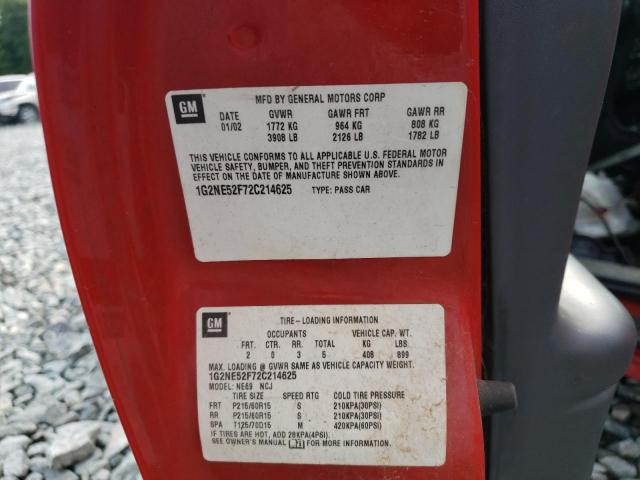 GM
MFD BY GENERAL MOTORS CORP
DATE GVWR GAWR FRT GAWR RR
01/02 1772 KG 964 KG 808 KG
3908 LB 2126 LB 1782 LB
THIS VEHICLE CONFORMS TO ALL APPLICABLE U.S. FEDERAL MOTOR
VEHICLE SAFETY, BUMPER, AND THEFT PREVENTION STANDARDS IN
EFFECT ON THE DATE OF MANUFACTURE SHOWN ABOVE.
1G2NE52F72C214625 TYPE: PASS CAR
GM
TIRE-LOADING INFORMATION
OCCUPANTS VEHICLE CAP. WT.
FRT. CTR. RR. TOTAL KG LBS
2 0 3 5 408 899
MAX. LOADING @ GVWR SAME AS VEHICLE CAPACITY WEIGHT.
1G2NE52F72C214625
MODEL: NE69 NCJ
TIRE SIZE SPEED RTG COLD TIRE PRESSURE
FRT P215/60R15 S 210KPA(30PSI)
RR P215/60R15 S 210KPA(30PSI)
SPA T125/70D15 M 420KPA(60PSI)
IF TIRES ARE HOT, ADD 28KPA(4PSI)
SEE OWNER'S MANUAL FOR ADDITIONAL INFORMATION.